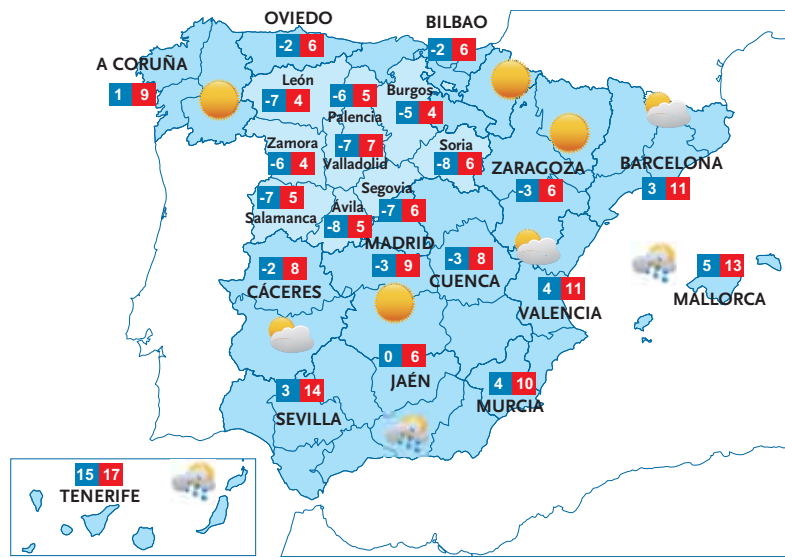 OVIEDO
-2 6
BILBAO
-2 6
A CORUÑA
1 9
León
-7 4
-6 5
Palencia
Burgos
-5 4
Zamora
-6 4
-7 7
Valladolid
Soria
-8 6
ZARAGOZA
-3 6
BARCELONA
3 11
-7 5
Salamanca
Ávila
-8 5
Segovia
-7 6
MADRID
-3 9
-3 8
CUENCA
-2 8
CÁCERES
4 11
VALENCIA
5 13
MALLORCA
0 6
JAÉN
3 14
SEVILLA
4 10
MURCIA
15 17
TENERIFE